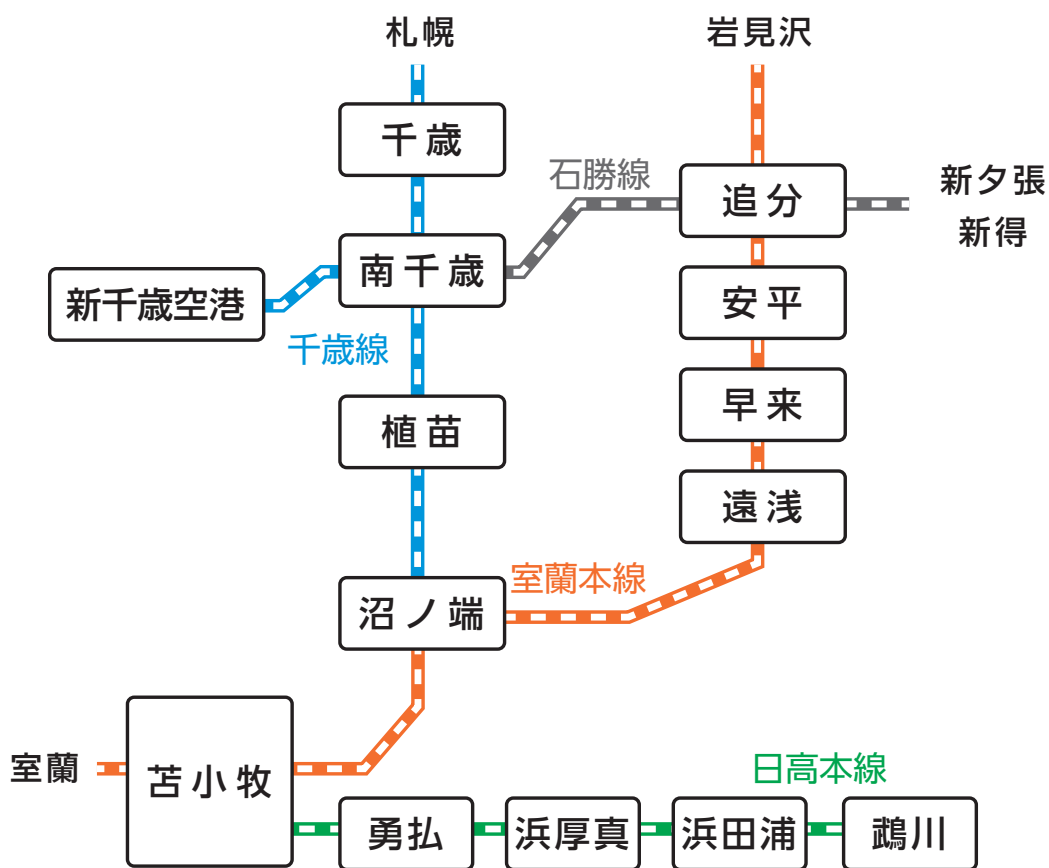 札幌
岩見沢
千歳
石勝線
追分
新夕張
新得
南千歳
新千歳空港
安平
千歳線
早来
植苗
遠浅
室蘭本線
沼ノ端
室蘭
苫小牧
日高本線
勇払
浜厚真
浜田浦
鵡川